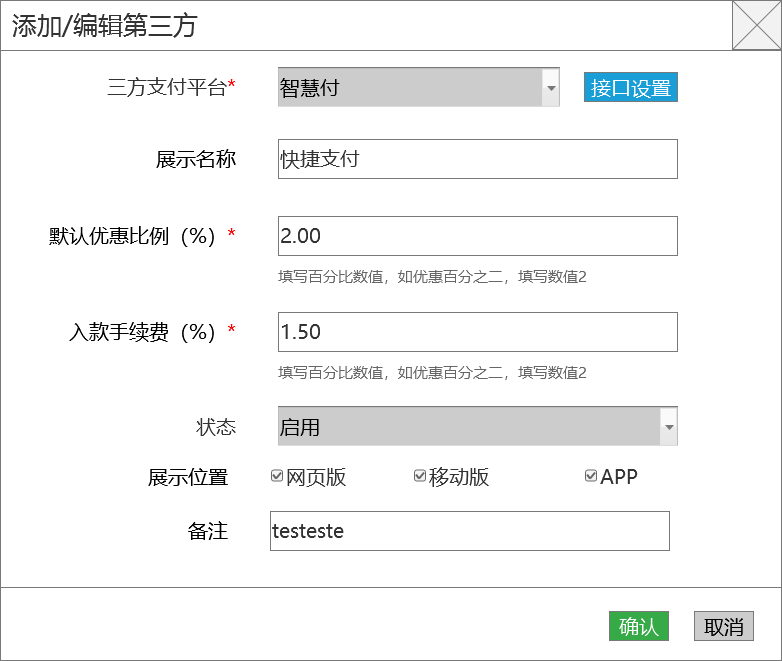 添加/编辑第三方
三方支付平台* 智慧付 接口设置
展示名称 快捷支付
默认优惠比例（%）* 2.00
填写百分比数值，如优惠百分之二，填写数值2
入款手续费（%）* 1.50
填写百分比数值，如优惠百分之二，填写数值2
状态 启用
展示位置 网页版 移动版 APP
备注 testeste
确认 取消